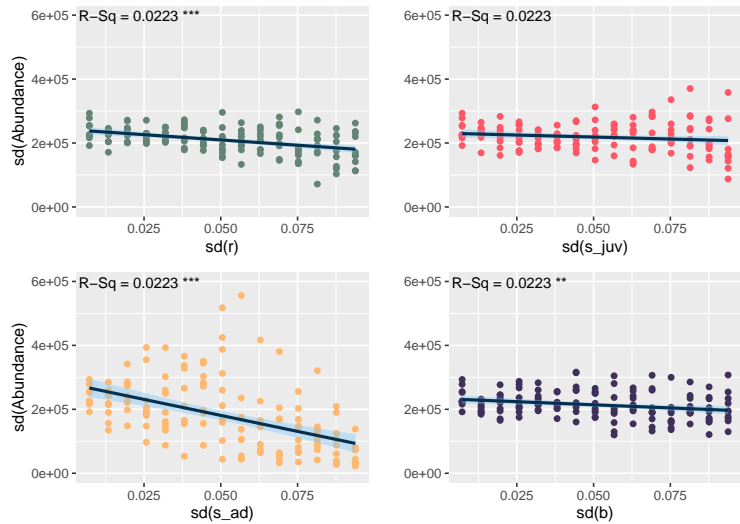 R-Sq = 0.0223 ***
6e+05
4e+05
2e+05
0e+00
sd(Abundance)
0.025 0.050 0.075
sd(r)
R-Sq = 0.0223
6e+05
4e+05
2e+05
0e+00
0.025 0.050 0.075
sd(s_juv)
R-Sq = 0.0223 ***
6e+05
4e+05
2e+05
0e+00
sd(Abundance)
0.025 0.050 0.075
sd(s_ad)
R-Sq = 0.0223 **
6e+05
4e+05
2e+05
0e+00
0.025 0.050 0.075
sd(b)